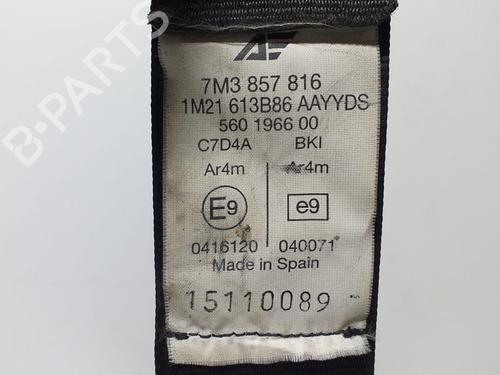 AE
7M3 857 816
1M21 613B86 AAYYDS
560 1966 00
C7D4A BKI
Ar4m Ar4m
E9 e9
0416120 040071
Made in Spain
15110089
B-Parts